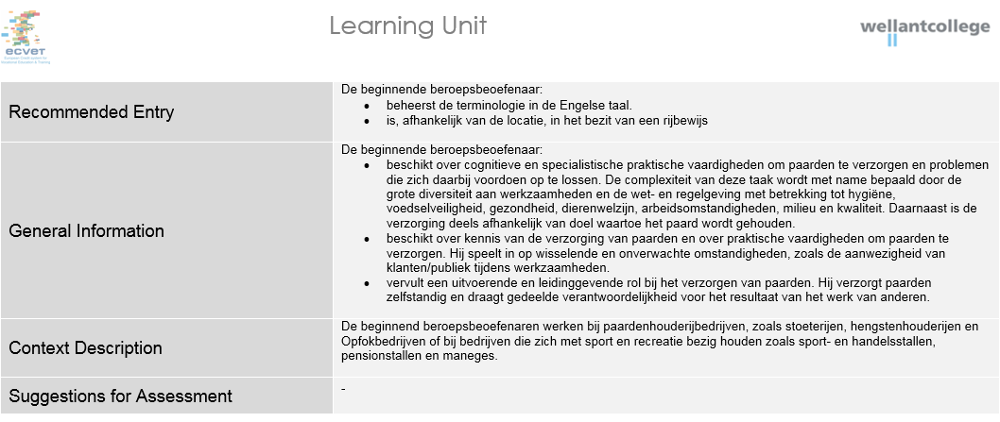 Learning Unit
ecvet
wellantcollege
Recommended Entry
De beginnende beroepsbeoefenaar:
• beheerst de terminologie in de Engelse taal.
• is, afhankelijk van de locatie, in het bezit van een rijbewijs
General Information
De beginnende beroepsbeoefenaar:
• beschikt over cognitieve en specialistische praktische vaardigheden om paarden te verzorgen en problemen
die zich daarbij voordoen op te lossen. De complexiteit van deze taak wordt met name bepaald door de
grote diversiteit aan werkzaamheden en de wet- en regelgeving met betrekking tot hygiëne,
voedselveiligheid, gezondheid, dierenwelzijn, arbeidsomstandigheden, milieu en kwaliteit. Daarnaast is de
verzorging deels afhankelijk van doel waartoe het paard wordt gehouden.
• beschikt over kennis van de verzorging van paarden en over praktische vaardigheden om paarden te
verzorgen. Hij speelt in op wisselende en onverwachte omstandigheden, zoals de aanwezigheid van
klanten/publiek tijdens werkzaamheden.
• vervult een uitvoerende en leidinggevende rol bij het verzorgen van paarden. Hij verzorgt paarden
zelfstandig en draagt gedeelde verantwoordelijkheid voor het resultaat van het werk van anderen.
Context Description
De beginnend beroepsbeoefenaren werken bij paardenhouderijbedrijven, zoals stoeterijen, hengstenhouderijen en
Opfokbedrijven of bij bedrijven die zich met sport en recreatie bezig houden zoals sport- en handelsstallen,
pensionstallen en maneges.
Suggestions for Assessment
-